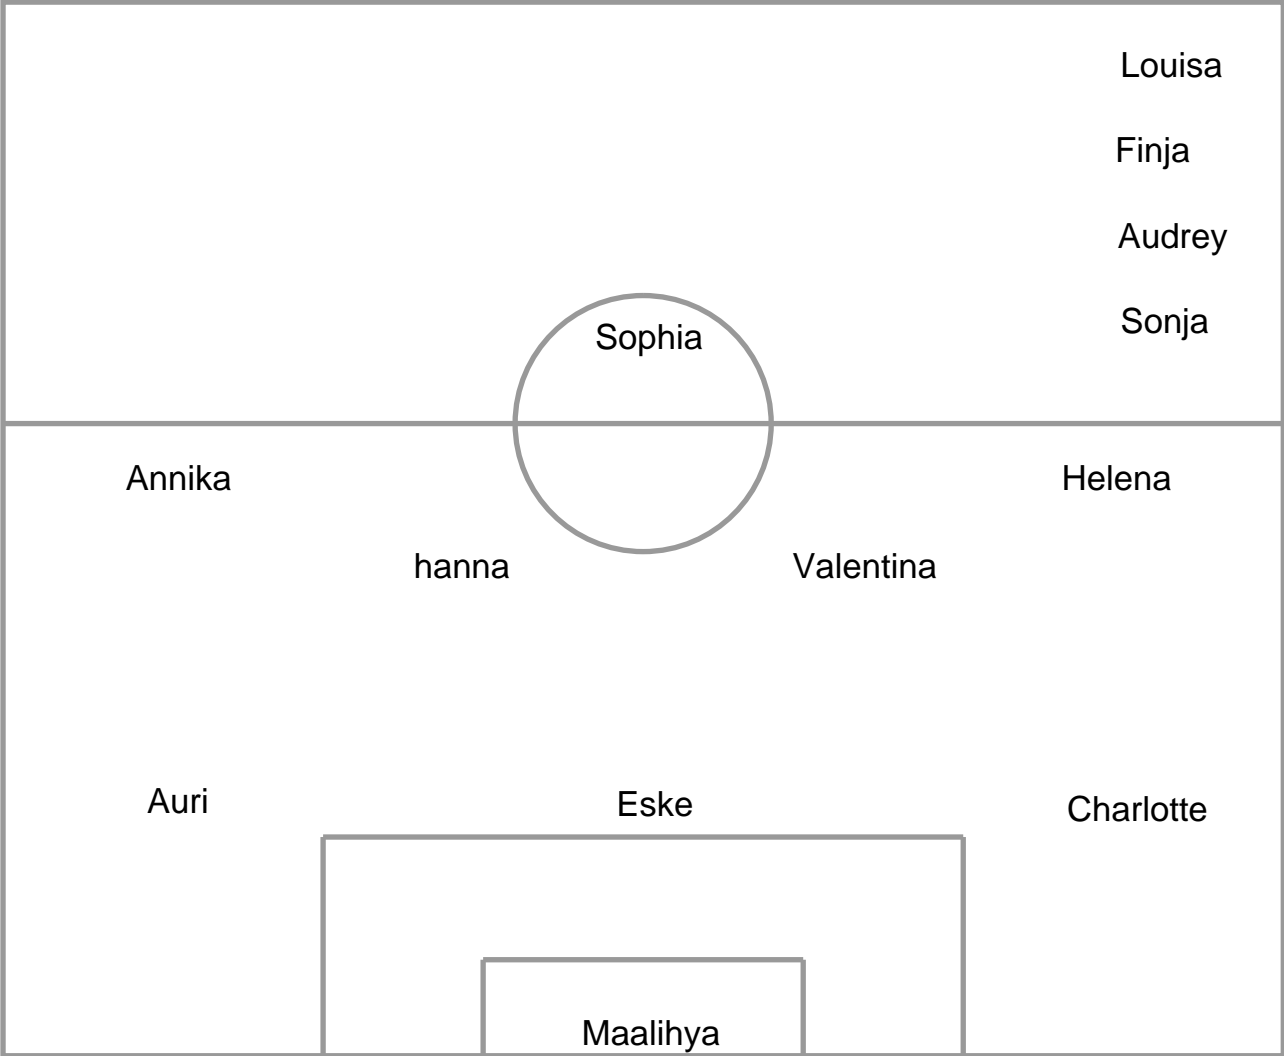 Louisa
Finja
Audrey
Sonja
Sophia
Annika
Helena
hanna
Valentina
Auri
Eske
Charlotte
Maalihya